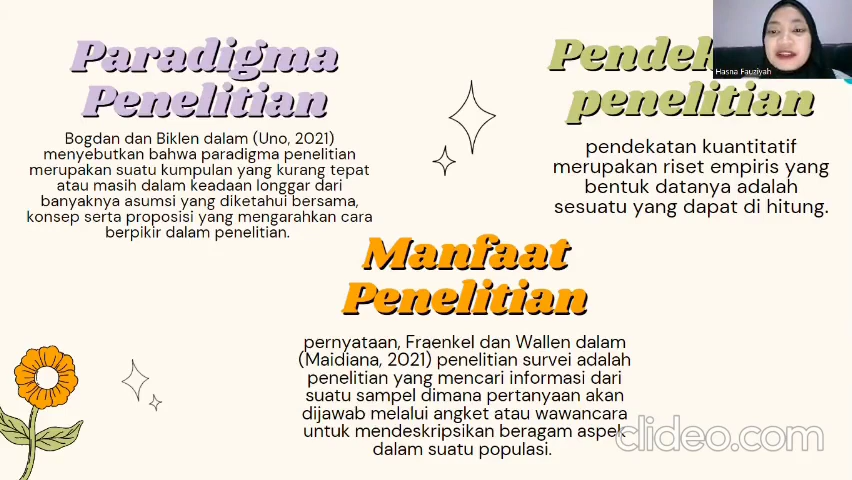 Paradigma
Penelitian
Bogdan dan Biklen dalam (Uno, 2021)
menyebutkan bahwa paradigma penelitian
merupakan suatu kumpulan yang kurang tepat
atau masih dalam keadaan longgar dari
banyaknya asumsi yang diketahui bersama,
konsep serta proposisi yang mengarahkan cara
berpikir dalam penelitian.
penelitian
pendekatan kuantitatif
merupakan riset empiris yang
bentuk datanya adalah
sesuatu yang dapat di hitung.
Hasna Fauziyah
Manfaat
Penelitian
pernyataan, Fraenkel dan Wallen dalam
(Maidiana, 2021) penelitian survei adalah
penelitian yang mencari informasi dari
suatu sampel dimana pertanyaan akan
dijawab melalui angket atau wawancara
untuk mendeskripsikan beragam aspek
dalam suatu populasi.
clideo.com